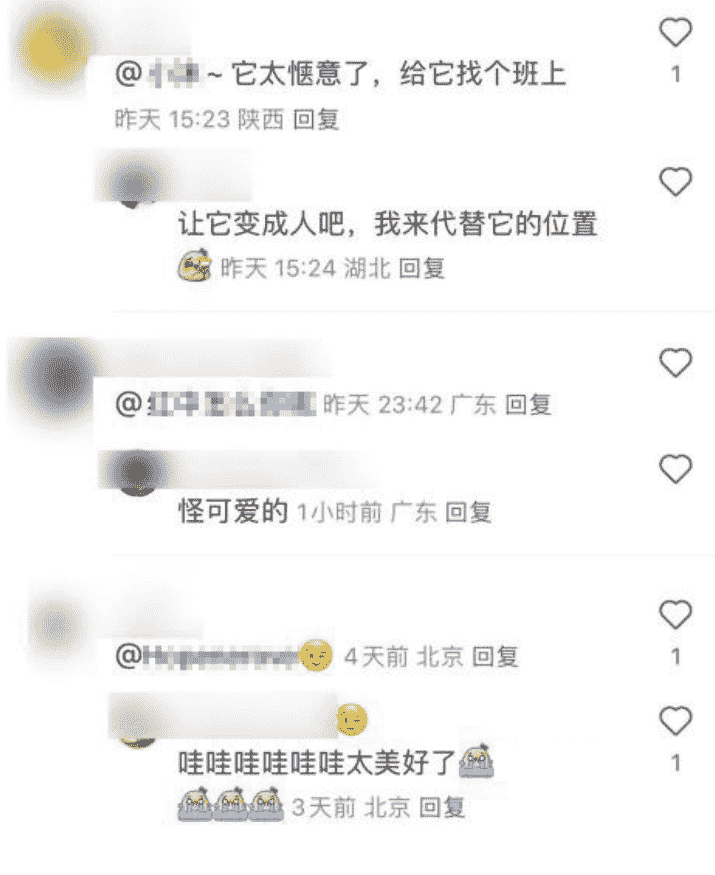 @ ～它太惬意了，给它找个班上
1
昨天 15:23 陕西 回复
让它变成人吧，我来代替它的位置
昨天 15:24 湖北 回复
@ 昨天 23:42 广东 回复
怪可爱的 1小时前 广东 回复
@ 4天前 北京 回复
1
哇哇哇哇哇哇太美好了
1
3天前 北京 回复